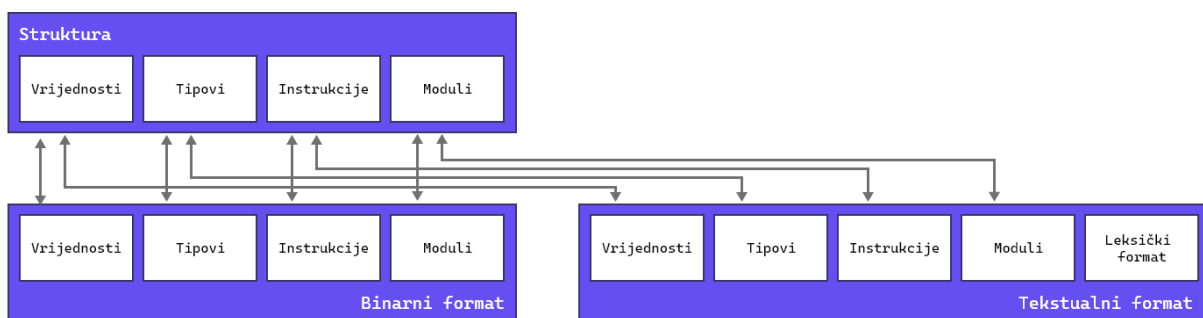 Struktura
Vrijednosti
Tipovi
Instrukcije
Moduli
Vrijednosti
Tipovi
Instrukcije
Moduli
Binarni format
Vrijednosti
Tipovi
Instrukcije
Moduli
Leksički
format
Tekstualni format